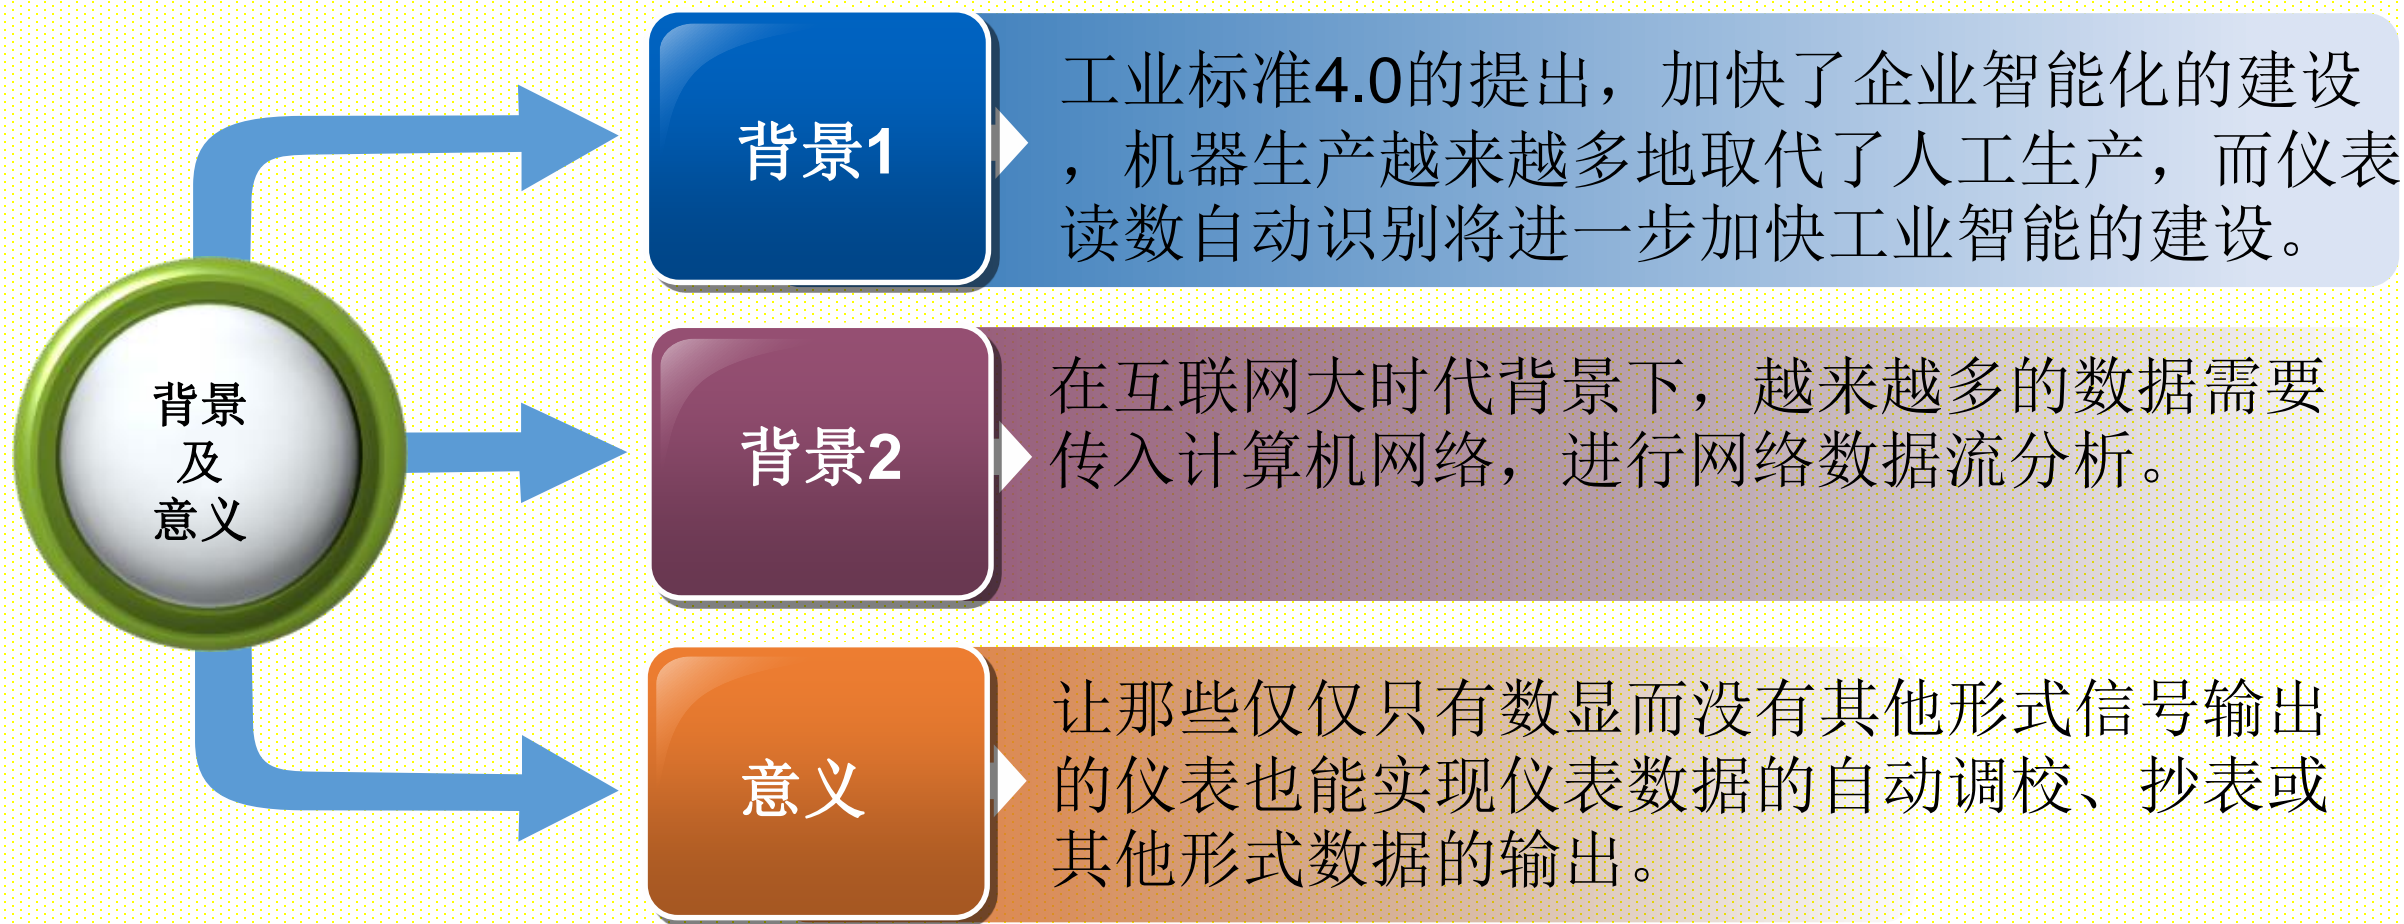 背景
及
意义
背景1
工业标准4.0的提出，加快了企业智能化的建设
，机器生产越来越多地取代了人工生产，而仪表
读数自动识别将进一步加快工业智能的建设。
背景2
在互联网大时代背景下，越来越多的数据需要
传入计算机网络，进行网络数据流分析。
意义
让那些仅仅只有数显而没有其他形式信号输出
的仪表也能实现仪表数据的自动调校、抄表或
其他形式数据的输出。